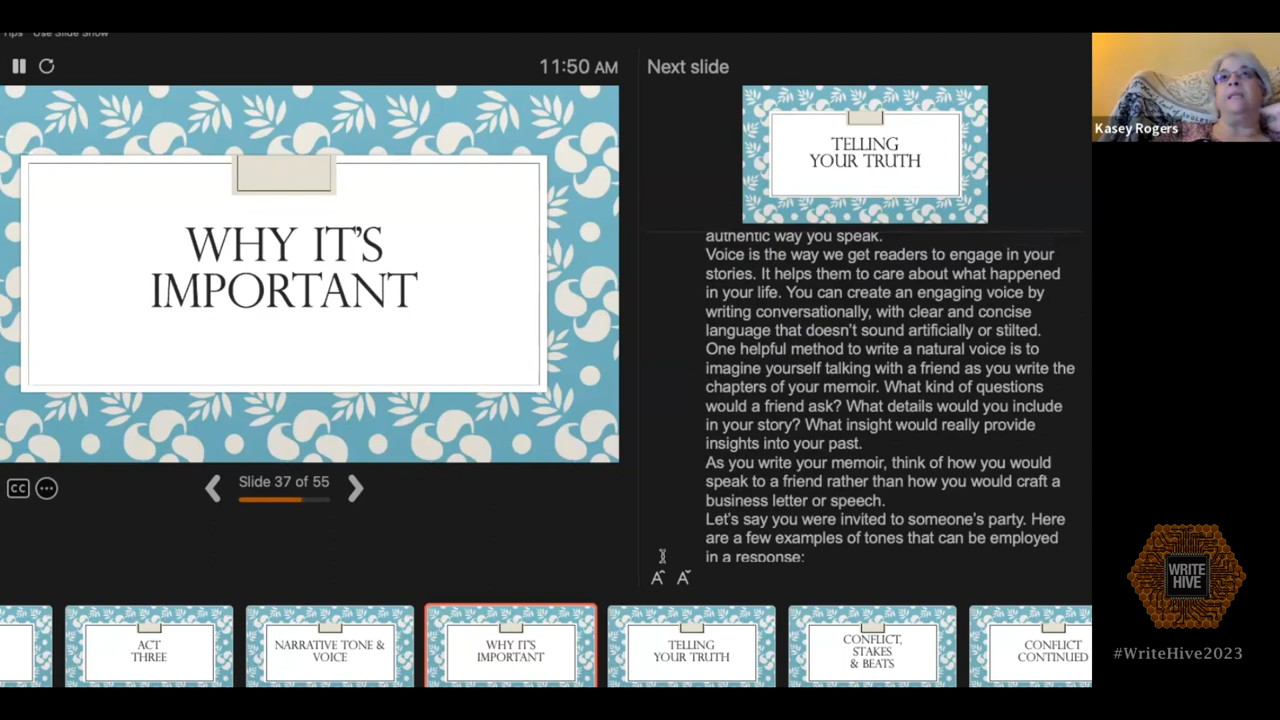 Tips Use Slide Show
11:50 AM
Next slide
WHY IT'S
IMPORTANT
TELLING
YOUR TRUTH
Kasey Rogers
authentic way you speak.
Voice is the way we get readers to engage in your
stories. It helps them to care about what happened
in your life. You can create an engaging voice by
writing conversationally, with clear and concise
language that doesn't sound artificially or stilted.
One helpful method to write a natural voice is to
imagine yourself talking with a friend as you write the
chapters of your memoir. What kind of questions
would a friend ask? What details would you include
in your story? What insight would really provide
insights into your past.
As you write your memoir, think of how you would
speak to a friend rather than how you would craft a
business letter or speech.
Let's say you were invited to someone's party. Here
are a few examples of tones that can be employed
in a response:
CC
Slide 37 of 55
A A
ACT
THREE
NARRATIVE TONE &
VOICE
WHY IT'S
IMPORTANT
TELLING
YOUR TRUTH
CONFLICT,
STAKES
& BEATS
CONFLICT
CONTINUED
WRITE
HIVE
#WriteHive2023